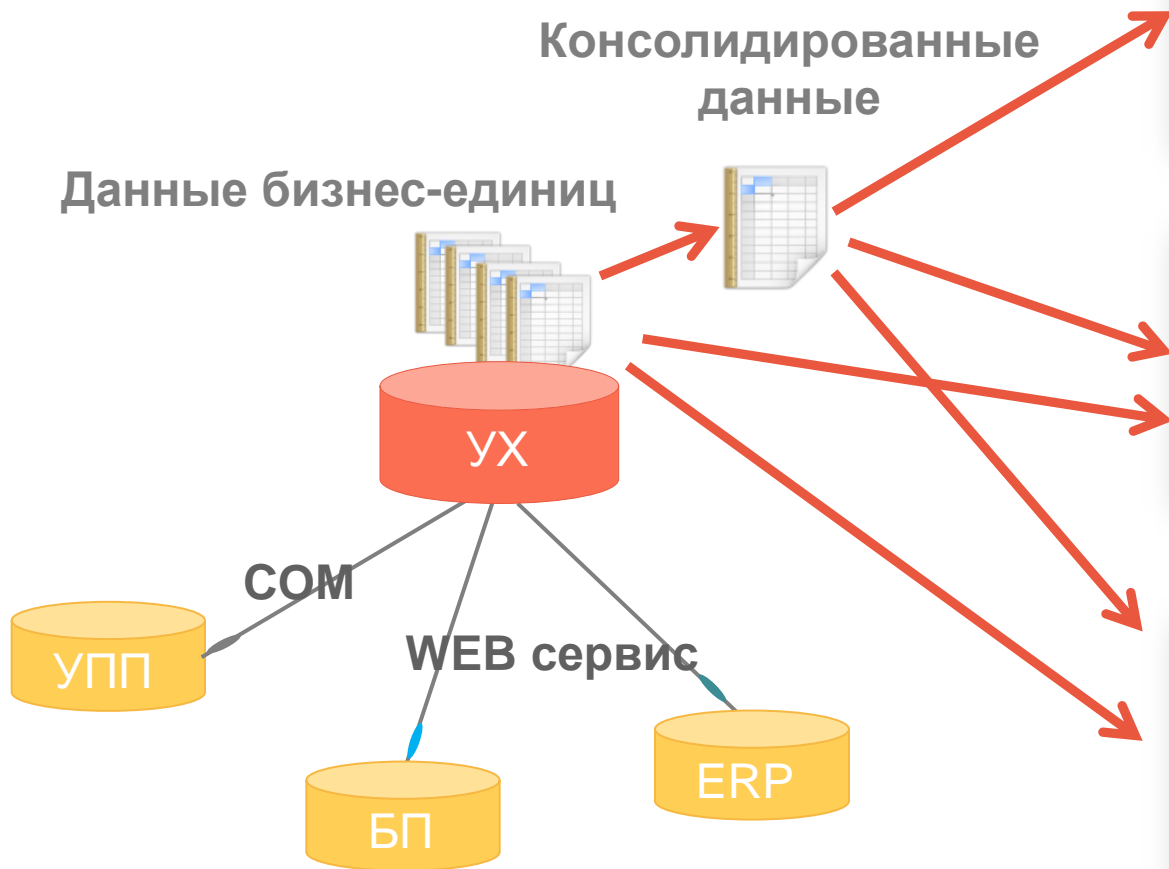 Консолидированные
данные
Данные бизнес-единиц
УХ
COM
WEB сервис
УПП
ERP
БП